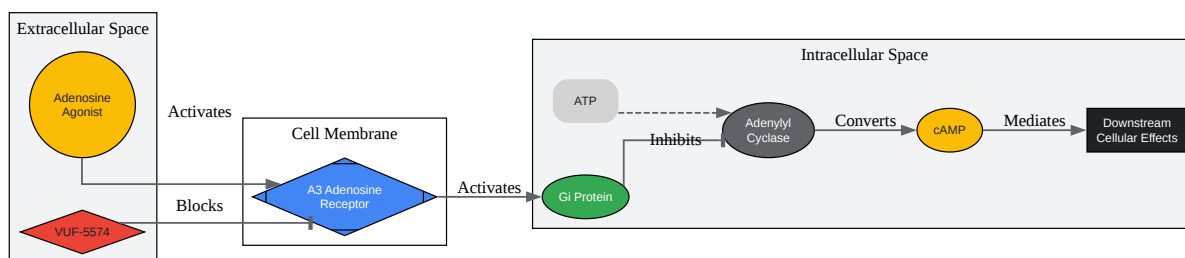 Extracellular Space
Adenosine
Agonist
Activates
VUF-5574
Blocks
Cell Membrane
A3 Adenosine
Receptor
Activates
Intracellular Space
ATP
Gi Protein
Inhibits
Adenylyl
Cyclase
Converts
cAMP
Mediates
Downstream
Cellular Effects